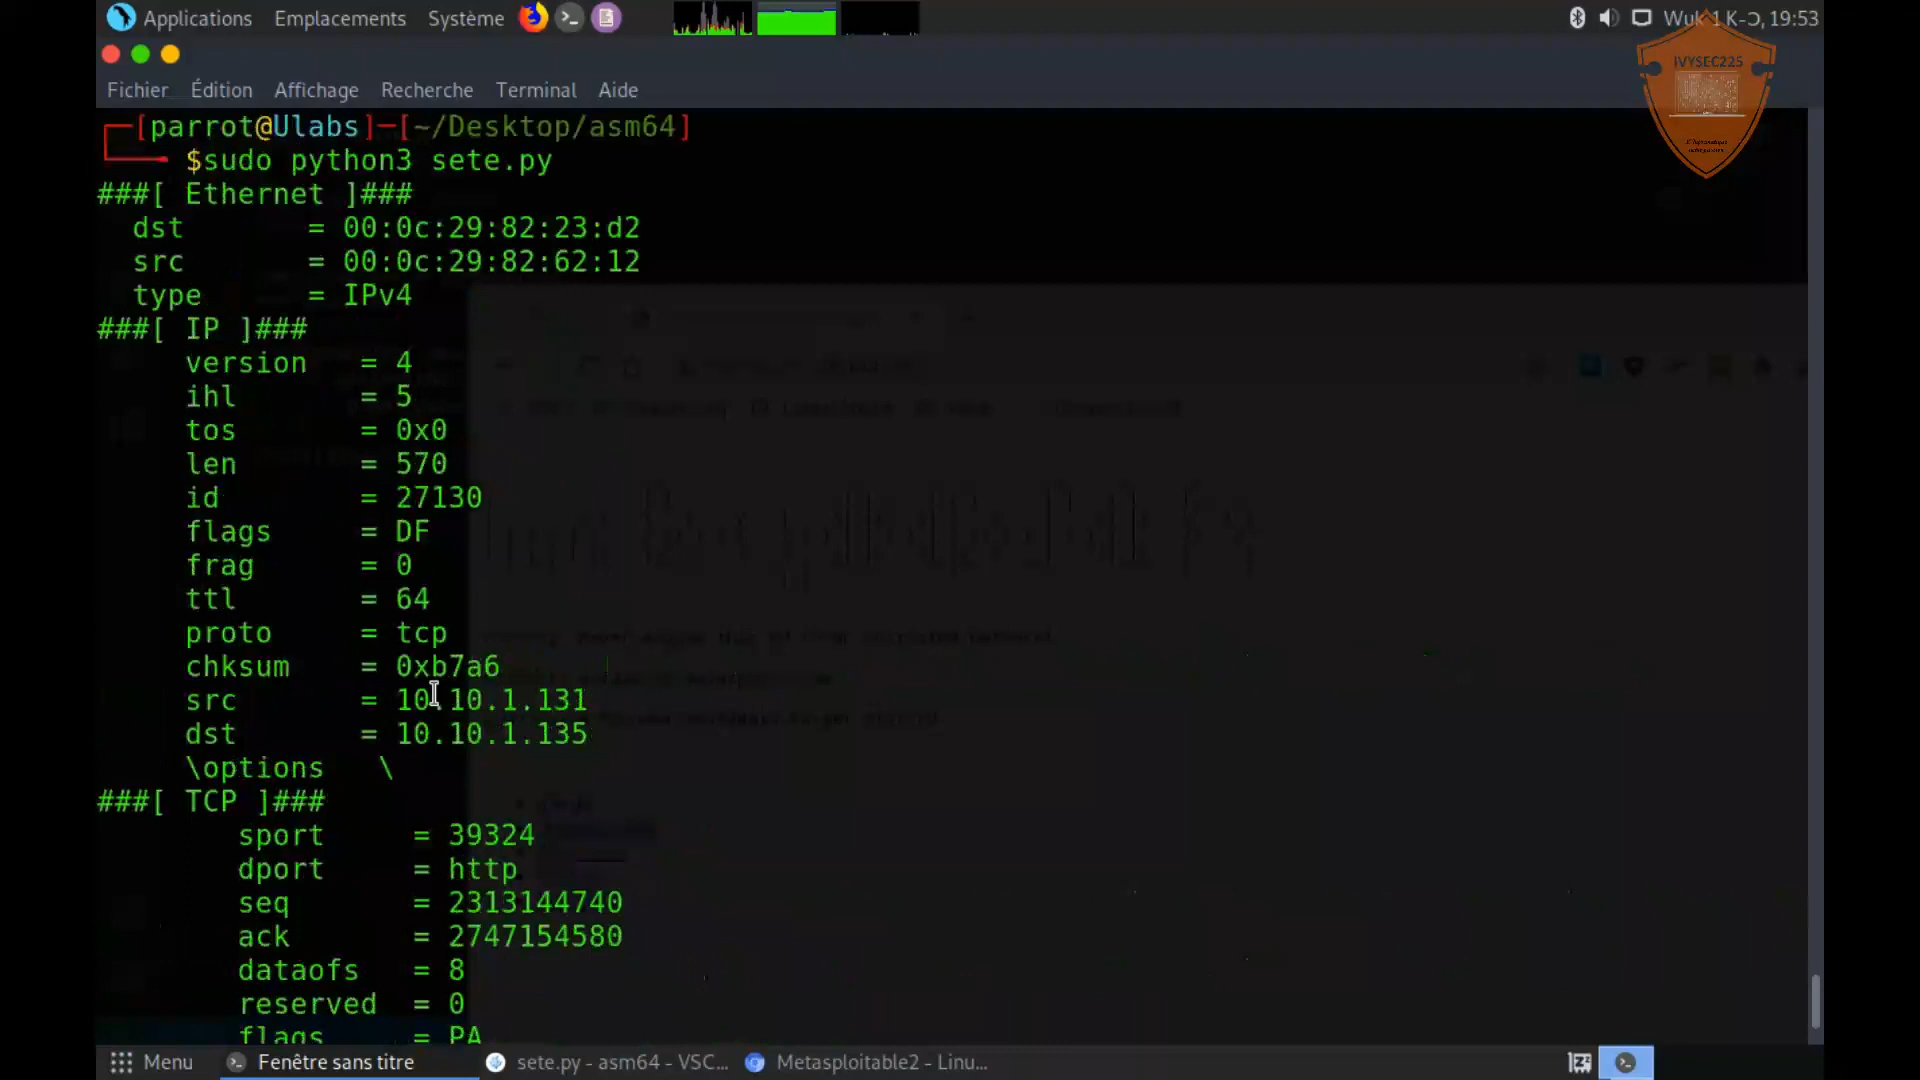 Applications Emplacements Système
Wuk 1 K-ɔ, 19:53
IVYSEC225
Fichier Édition Affichage Recherche Terminal Aide
┌─[parrot@Ulabs]─[~/Desktop/asm64]
└──╼ $sudo python3 sete.py
###[ Ethernet ]###
dst = 00:0c:29:82:23:d2
src = 00:0c:29:82:62:12
type = IPv4
###[ IP ]###
version = 4
ihl = 5
tos = 0x0
len = 570
id = 27130
flags = DF
frag = 0
ttl = 64
proto = tcp
chksum = 0xb7a6
src = 10.10.1.131
dst = 10.10.1.135
\options \
###[ TCP ]###
sport = 39324
dport = http
seq = 2313144740
ack = 2747154580
dataofs = 8
reserved = 0
flags = PA
Menu Fenêtre sans titre sete.py - asm64 - VSC... Metasploitable2 - Linu...